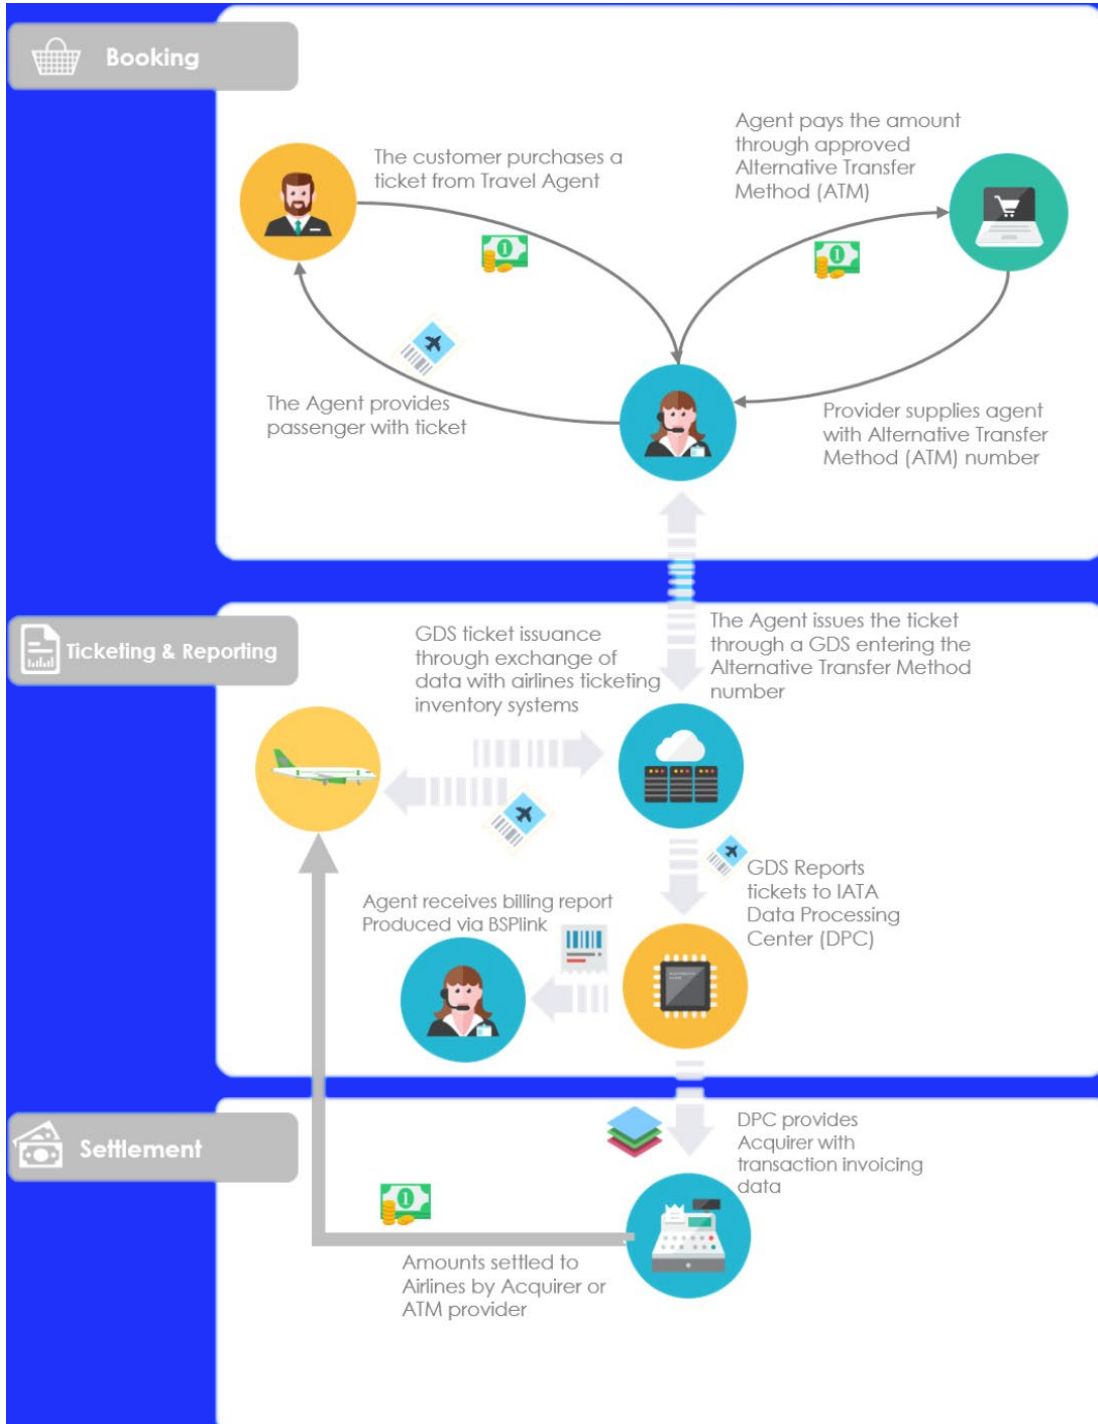 Booking
The customer purchases a
ticket from Travel Agent
Agent pays the amount
through approved
Alternative Transfer
Method (ATM)
1
1
The Agent provides
passenger with ticket
Provider supplies agent
with Alternative Transfer
Method (ATM) number
Ticketing & Reporting
GDS ticket issuance
through exchange of
data with airlines ticketing
inventory systems
The Agent issues the ticket
through a GDS entering the
Alternative Transfer Method
number
GDS Reports
tickets to IATA
Data Processing
Center (DPC)
Agent receives billing report
Produced via BSPlink
Settlement
DPC provides
Acquirer with
transaction invoicing
data
1
Amounts settled to
Airlines by Acquirer or
ATM provider